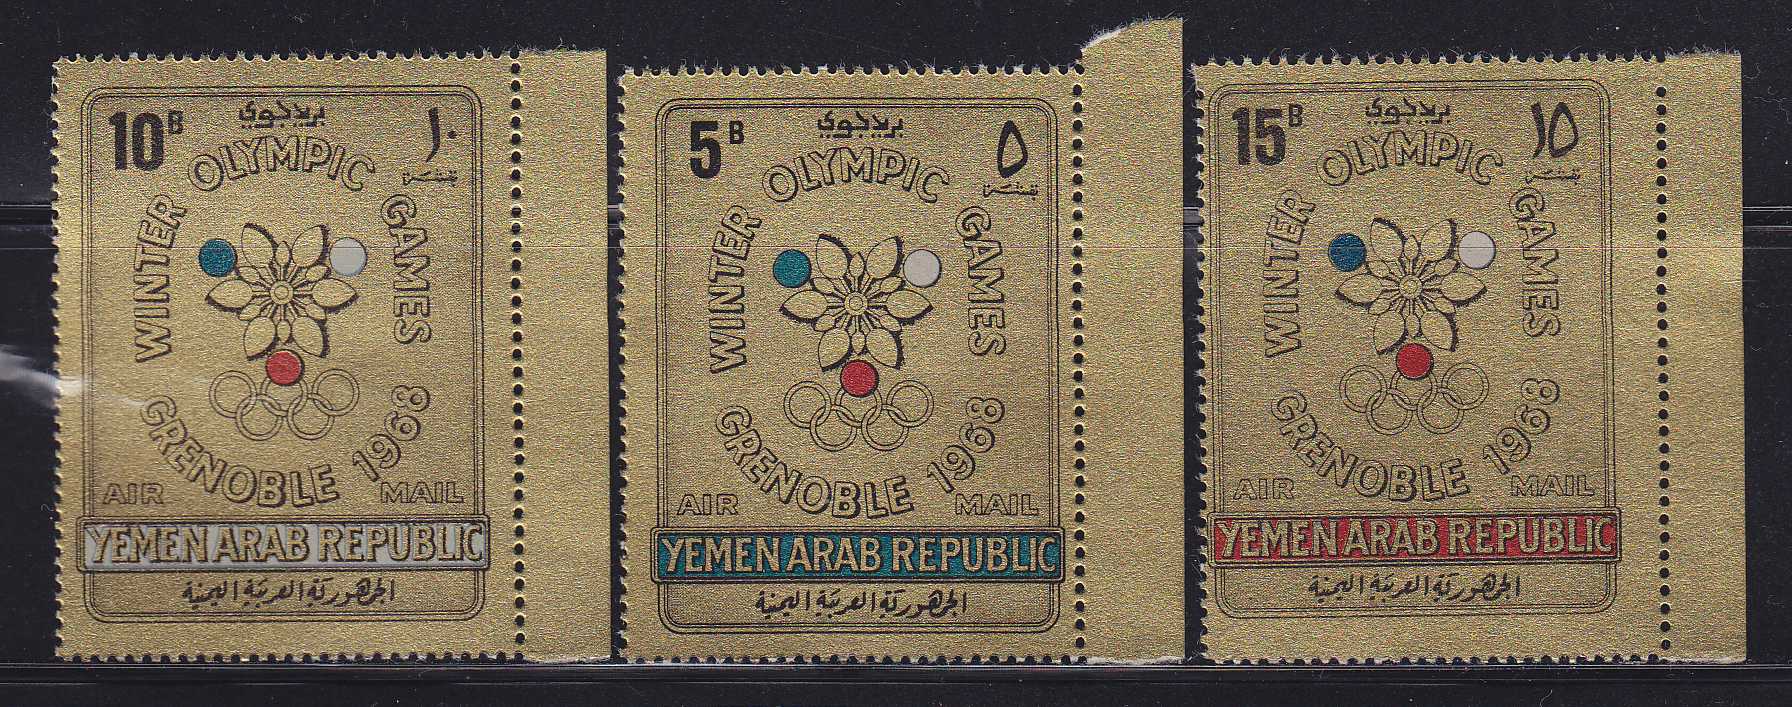 10B
بريد جوي
١٠
بقشة
WINTER OLYMPIC GAMES
GRENOBLE 1968
AIR MAIL
YEMEN ARAB REPUBLIC
الجمهورية العربية اليمنية
5B
بريد جوي
٥
بقشة
WINTER OLYMPIC GAMES
GRENOBLE 1968
AIR MAIL
YEMEN ARAB REPUBLIC
الجمهورية العربية اليمنية
15B
بريد جوي
١٥
بقشة
WINTER OLYMPIC GAMES
GRENOBLE 1968
AIR MAIL
YEMEN ARAB REPUBLIC
الجمهورية العربية اليمنية